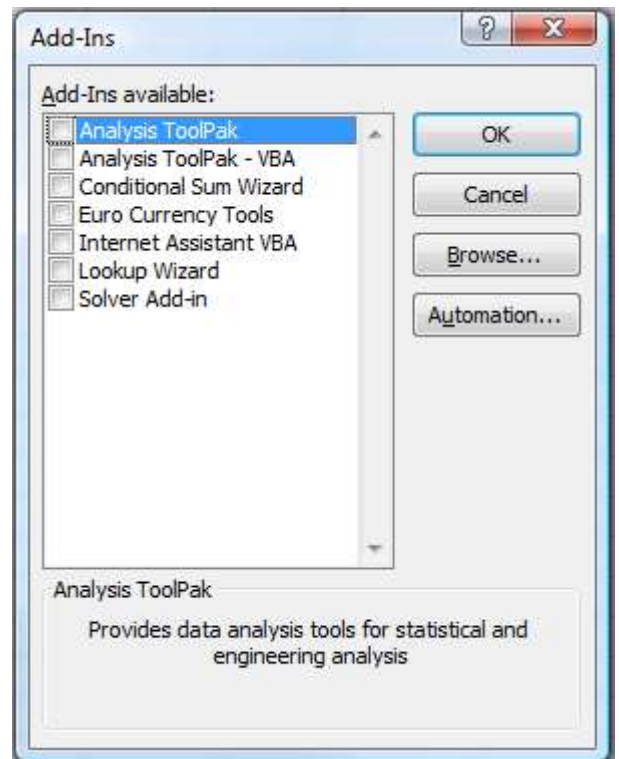 Add-Ins
Add-Ins available:
Analysis ToolPak
Analysis ToolPak - VBA
Conditional Sum Wizard
Euro Currency Tools
Internet Assistant VBA
Lookup Wizard
Solver Add-in
OK
Cancel
Browse...
Automation...
Analysis ToolPak
Provides data analysis tools for statistical and
engineering analysis